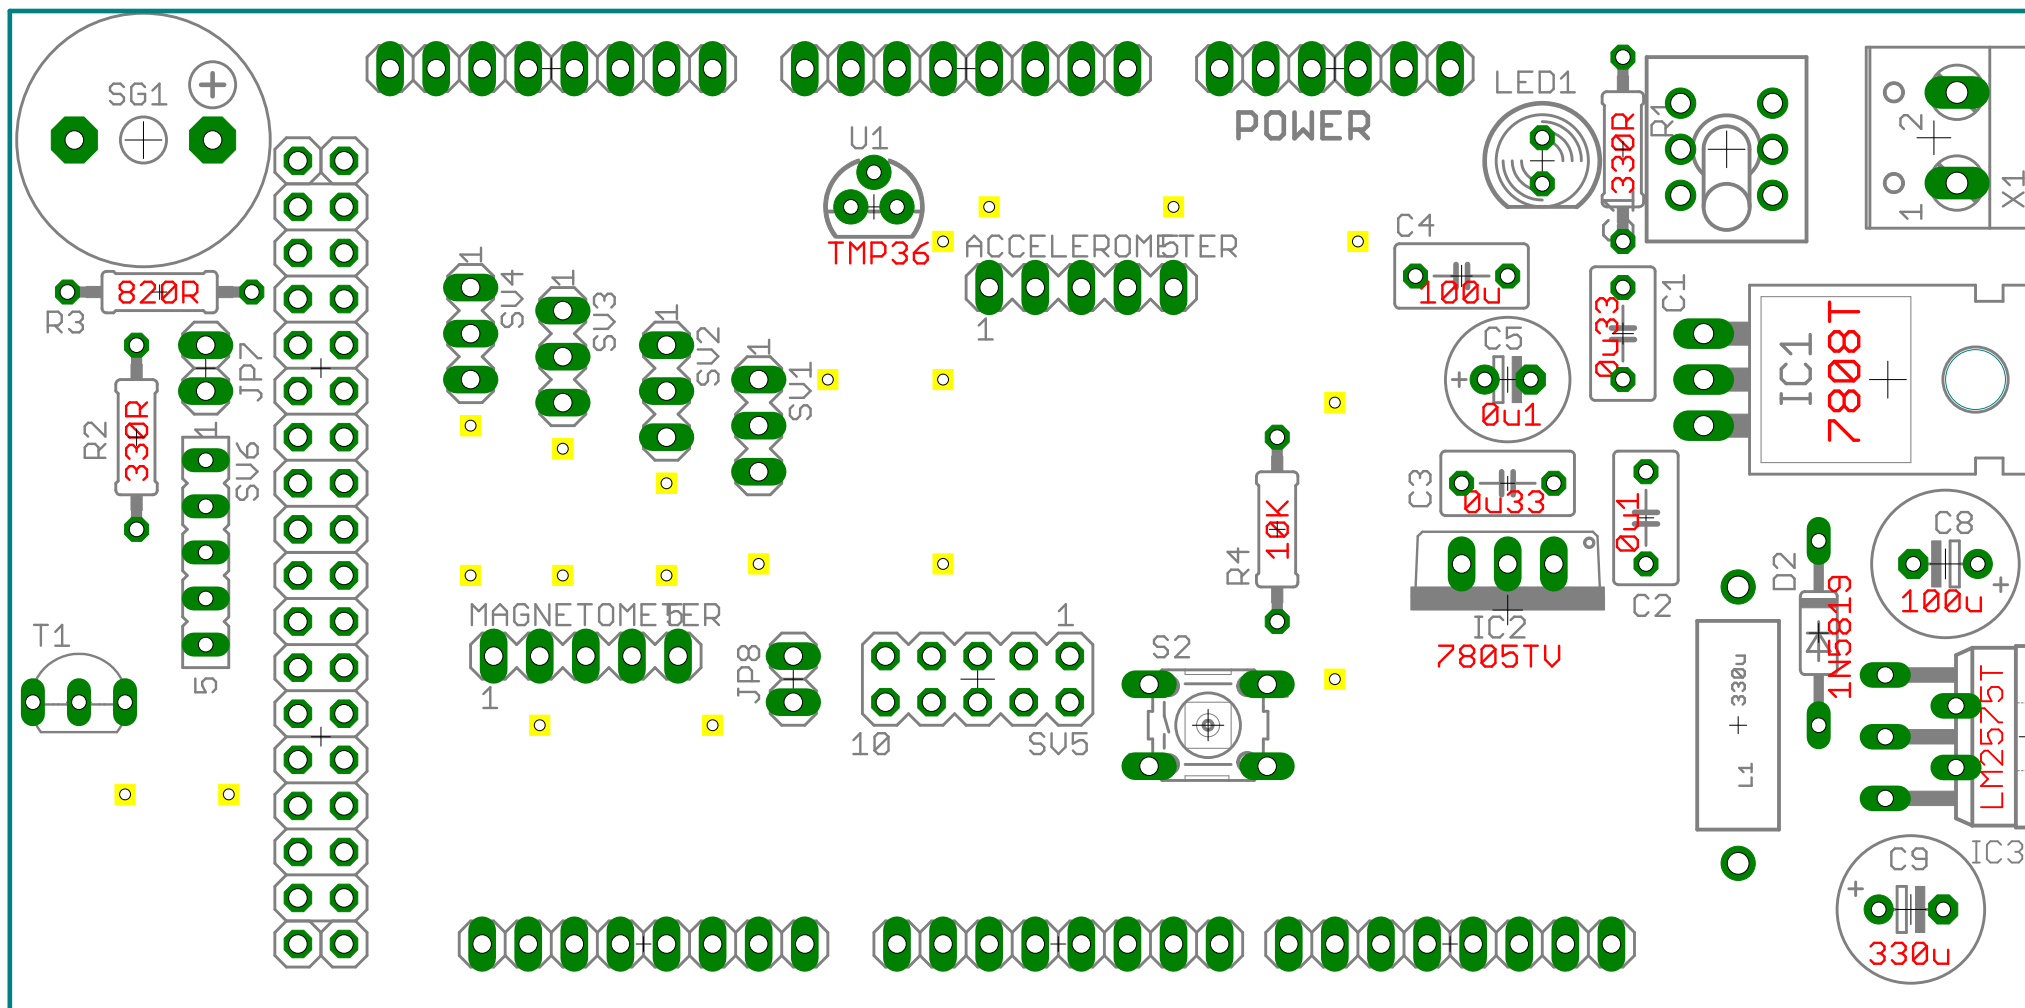 SG1
LED1
POWER
R1
330R
2
1
X1
U1
TMP36
C4
100u
ACCELEROMETER
5
1
820R
R3
1
SV4
1
SV3
1
SV2
1
SV1
C1
0u33
C5
0u1
IC1
7808T
JP7
R2
330R
1
SV6
5
C3
0u33
0u1
C2
R4
10K
C8
100u
D2
1N5819
IC2
7805TV
T1
MAGNETOMETER
5
1
JP8
1
10
SV5
S2
330u
L1
LM2575T
IC3
C9
330u